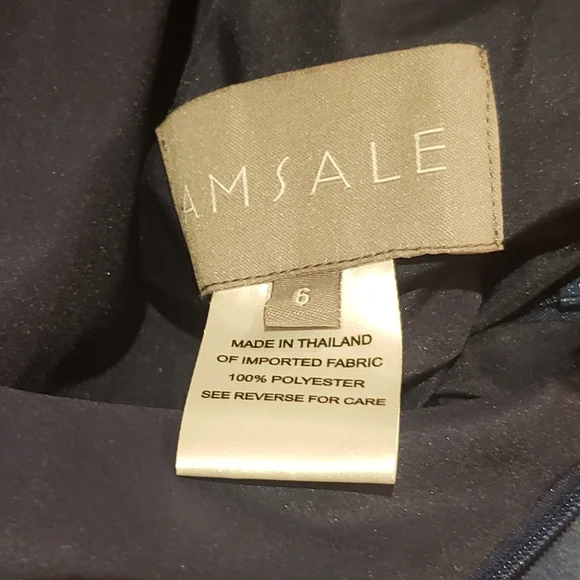 AMSALE
6
MADE IN THAILAND
OF IMPORTED FABRIC
100% POLYESTER
SEE REVERSE FOR CARE